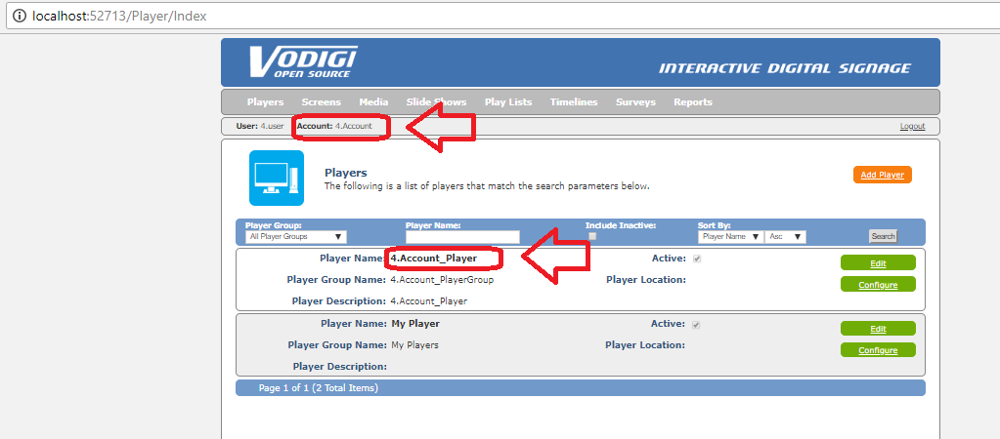 localhost:52713/Player/Index
VODIGI
OPEN SOURCE
INTERACTIVE DIGITAL SIGNAGE
Players Screens Media Slide Shows Play Lists Timelines Surveys Reports
User: 4.user Account: 4.Account Logout
Players
The following is a list of players that match the search parameters below.
Add Player
Player Group: Player Name: Include Inactive: Sort By:
All Player Groups Player Name Asc Search
Player Name: 4.Account_Player Active: Edit
Player Group Name: 4.Account_PlayerGroup Player Location: Configure
Player Description: 4.Account_Player
Player Name: My Player Active: Edit
Player Group Name: My Players Player Location: Configure
Player Description:
Page 1 of 1 (2 Total Items)